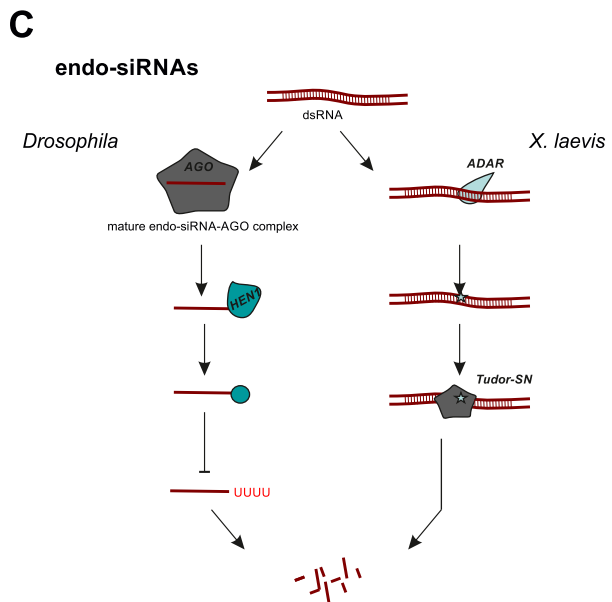 C
endo-siRNAs
dsRNA
Drosophila
X. laevis
AGO
ADAR
mature endo-siRNA-AGO complex
HEN1
Tudor-SN
UUUU